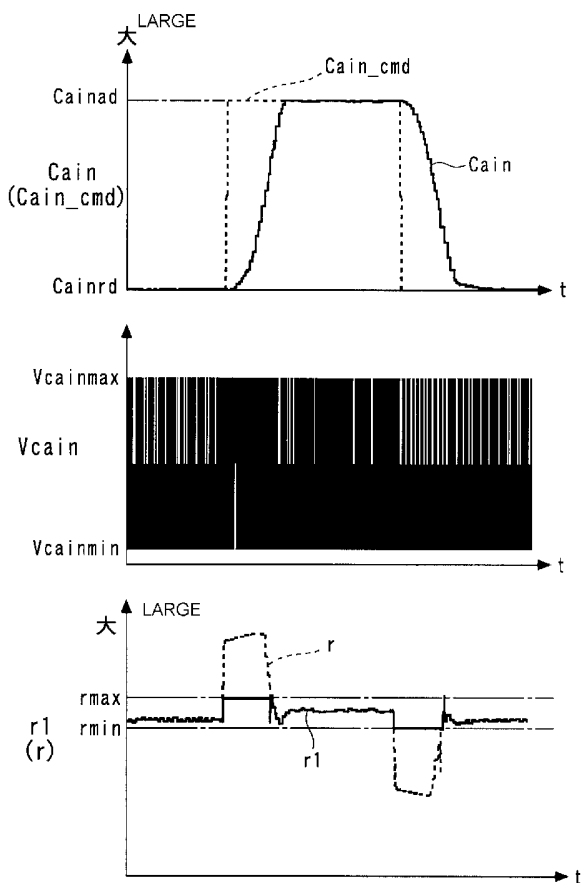 大 LARGE
Cain_cmd
Cainad
Cain
(Cain_cmd)
Cain
Cainrd
t
Vcainmax
Vcain
Vcainmin
t
大 LARGE
r
rmax
r1
(r)
rmin
r1
t